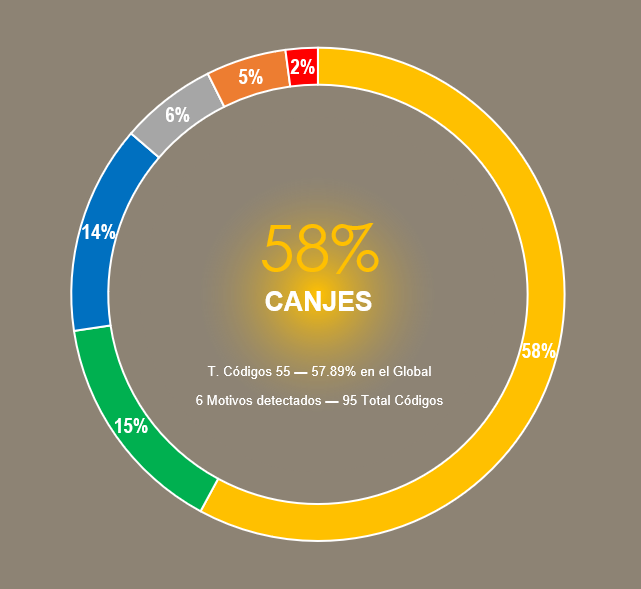 2%
5%
6%
14%
58%
CANJES
58%
T. Códigos 55 — 57.89% en el Global
6 Motivos detectados — 95 Total Códigos
15%